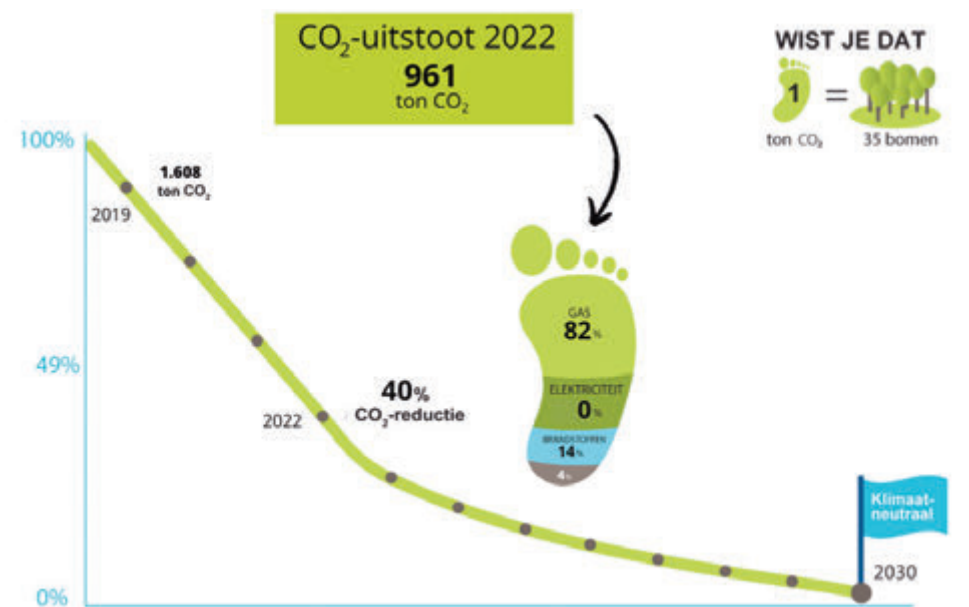 CO₂-uitstoot 2022
961
ton CO₂
WIST JE DAT
1
=
ton CO₂
35 bomen
100%
1.608
ton CO₂
2019
GAS
82%
49%
ELEKTRICITEIT
0%
40%
CO₂-reductie
2022
BRANDSTOFFEN
14%
4%
Klimaat-
neutraal
2030
0%